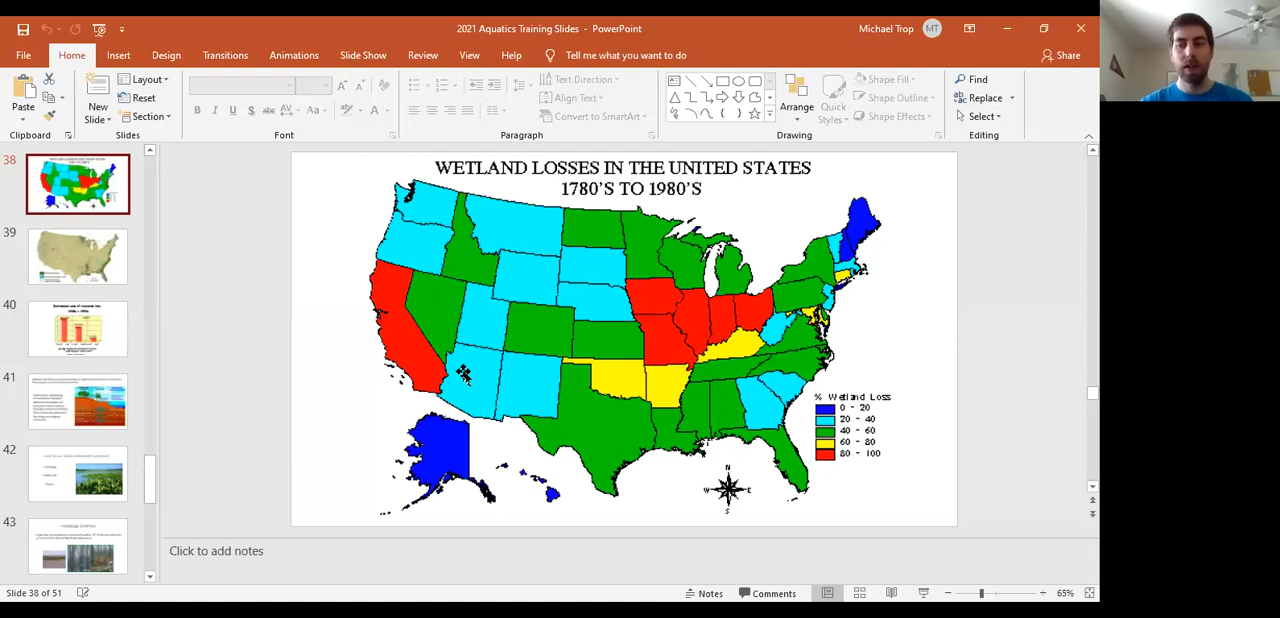 2021 Aquatics Training Slides - PowerPoint
Michael Trop
MT
File
Home
Insert
Design
Transitions
Animations
Slide Show
Review
View
Help
Tell me what you want to do
Share
Paste
Clipboard
New
Slide
Layout
Reset
Section
Slides
B I U S abc AV Aa A
Font
Paragraph
Text Direction
Align Text
Convert to SmartArt
Arrange
Quick
Styles
Shape Fill
Shape Outline
Shape Effects
Drawing
Find
Replace
Select
Editing
38
39
40
41
42
43
WETLAND LOSSES IN THE UNITED STATES
1780'S TO 1980'S
% Wetland Loss
0 - 20
20 - 40
40 - 60
60 - 80
80 - 100
N
W E
S
Click to add notes
Slide 38 of 51
Notes
Comments
65%